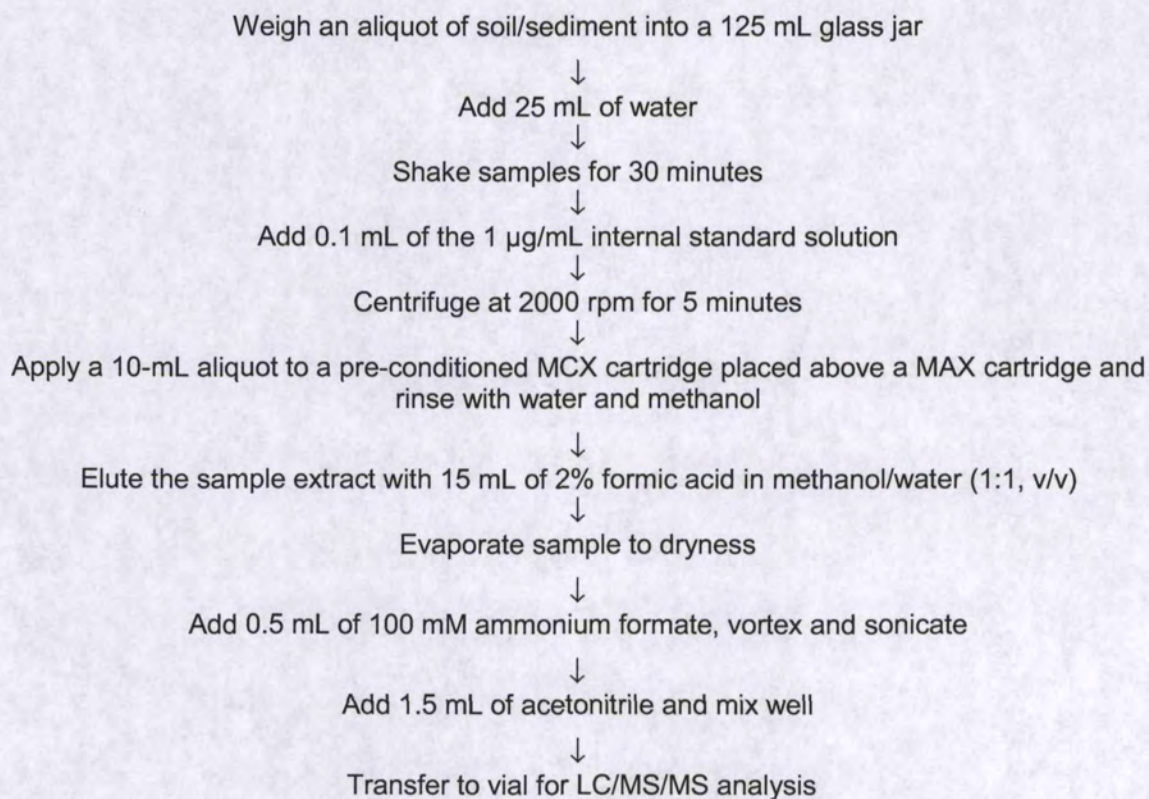 Weigh an aliquot of soil/sediment into a 125 mL glass jar
↓
Add 25 mL of water
↓
Shake samples for 30 minutes
↓
Add 0.1 mL of the 1 µg/mL internal standard solution
↓
Centrifuge at 2000 rpm for 5 minutes
↓
Apply a 10-mL aliquot to a pre-conditioned MCX cartridge placed above a MAX cartridge and
rinse with water and methanol
↓
Elute the sample extract with 15 mL of 2% formic acid in methanol/water (1:1, v/v)
↓
Evaporate sample to dryness
↓
Add 0.5 mL of 100 mM ammonium formate, vortex and sonicate
↓
Add 1.5 mL of acetonitrile and mix well
↓
Transfer to vial for LC/MS/MS analysis